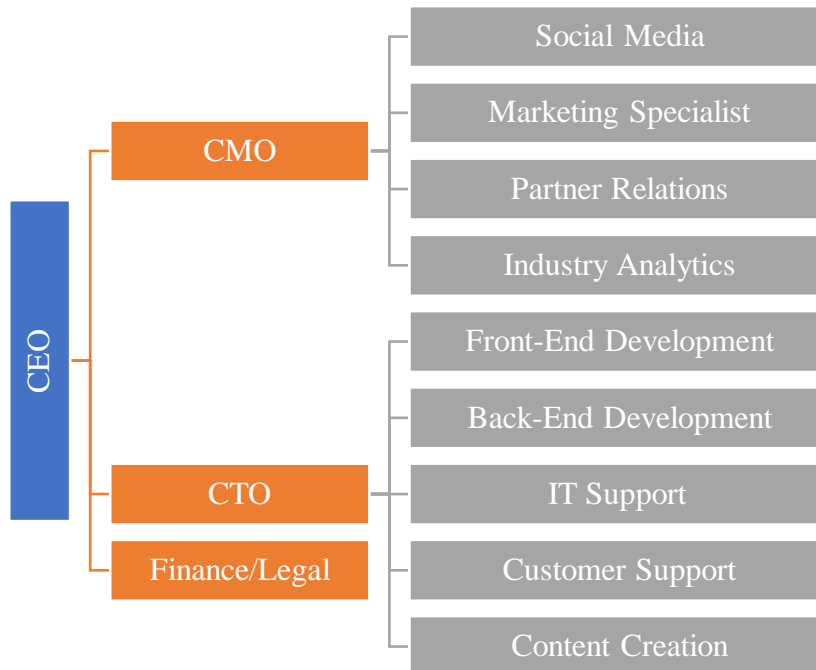 CEO
CMO
Social Media
Marketing Specialist
Partner Relations
Industry Analytics
CTO
Front-End Development
Back-End Development
IT Support
Customer Support
Content Creation
Finance/Legal